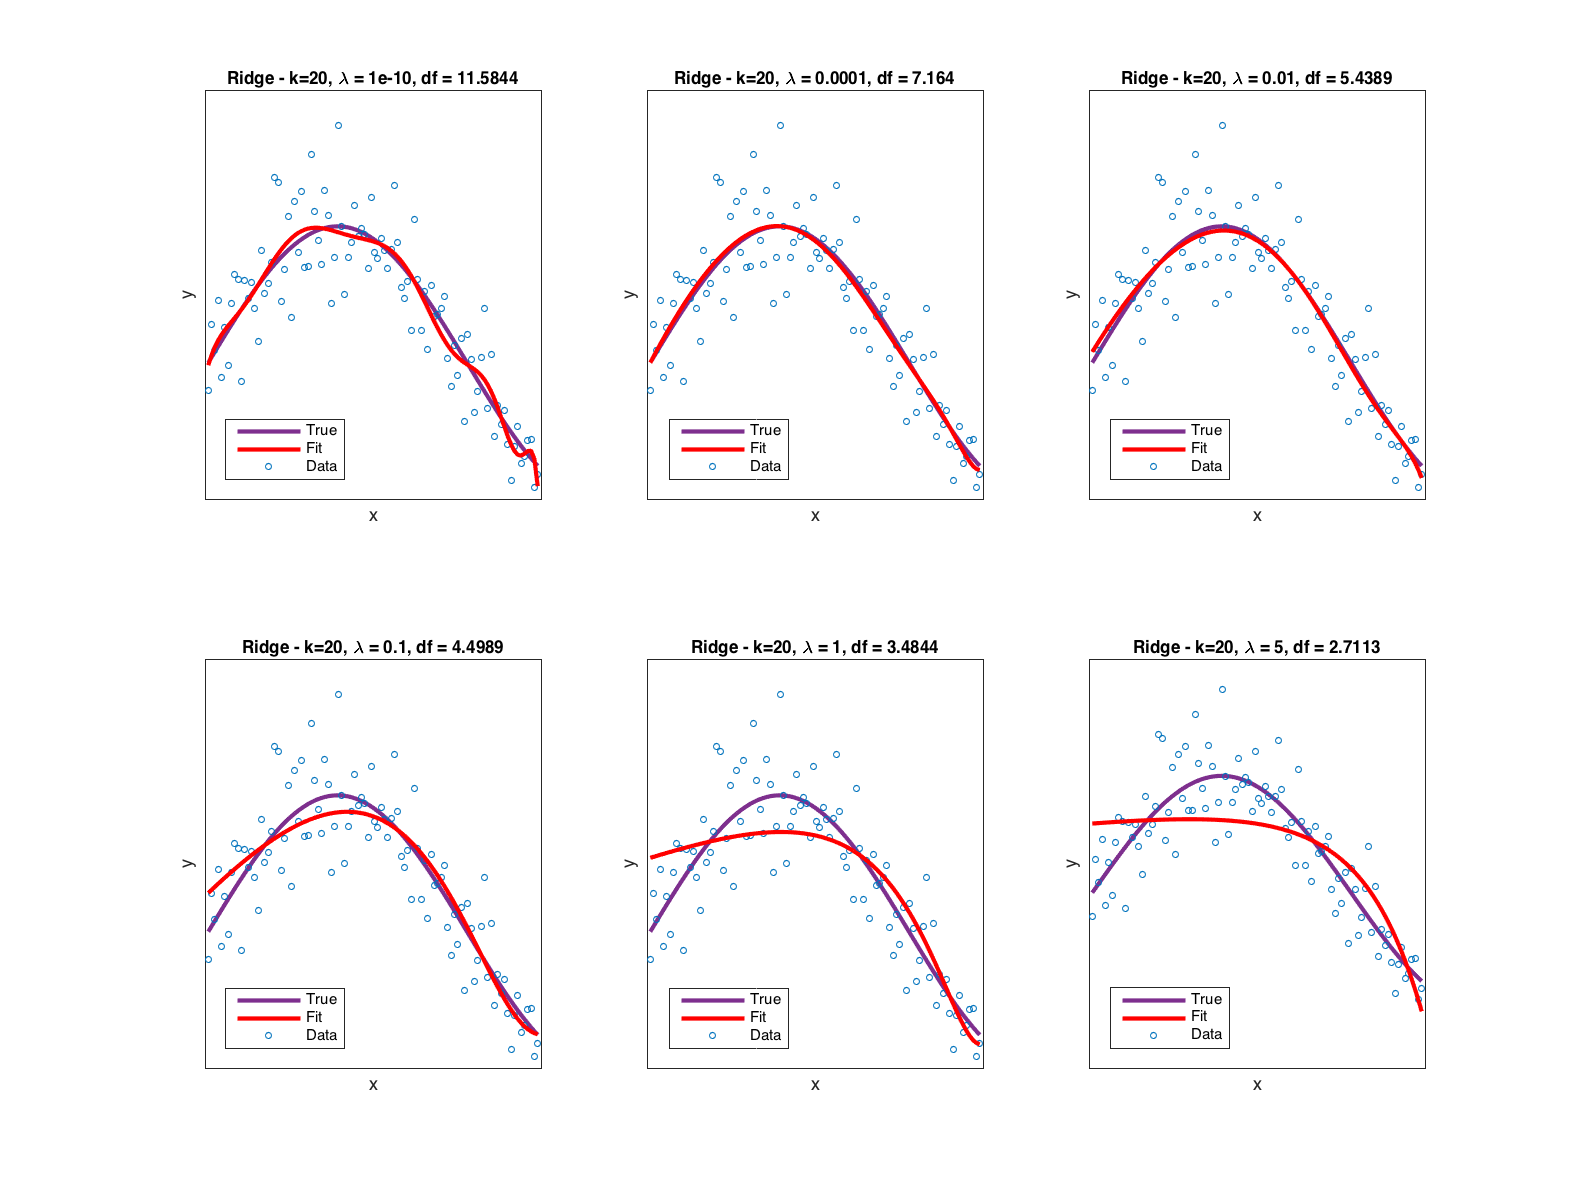 Ridge - k=20, λ = 1e-10, df = 11.5844
y
True
Fit
Data
x
Ridge - k=20, λ = 0.0001, df = 7.164
y
True
Fit
Data
x
Ridge - k=20, λ = 0.01, df = 5.4389
y
True
Fit
Data
x
Ridge - k=20, λ = 0.1, df = 4.4989
y
True
Fit
Data
x
Ridge - k=20, λ = 1, df = 3.4844
y
True
Fit
Data
x
Ridge - k=20, λ = 5, df = 2.7113
y
True
Fit
Data
x